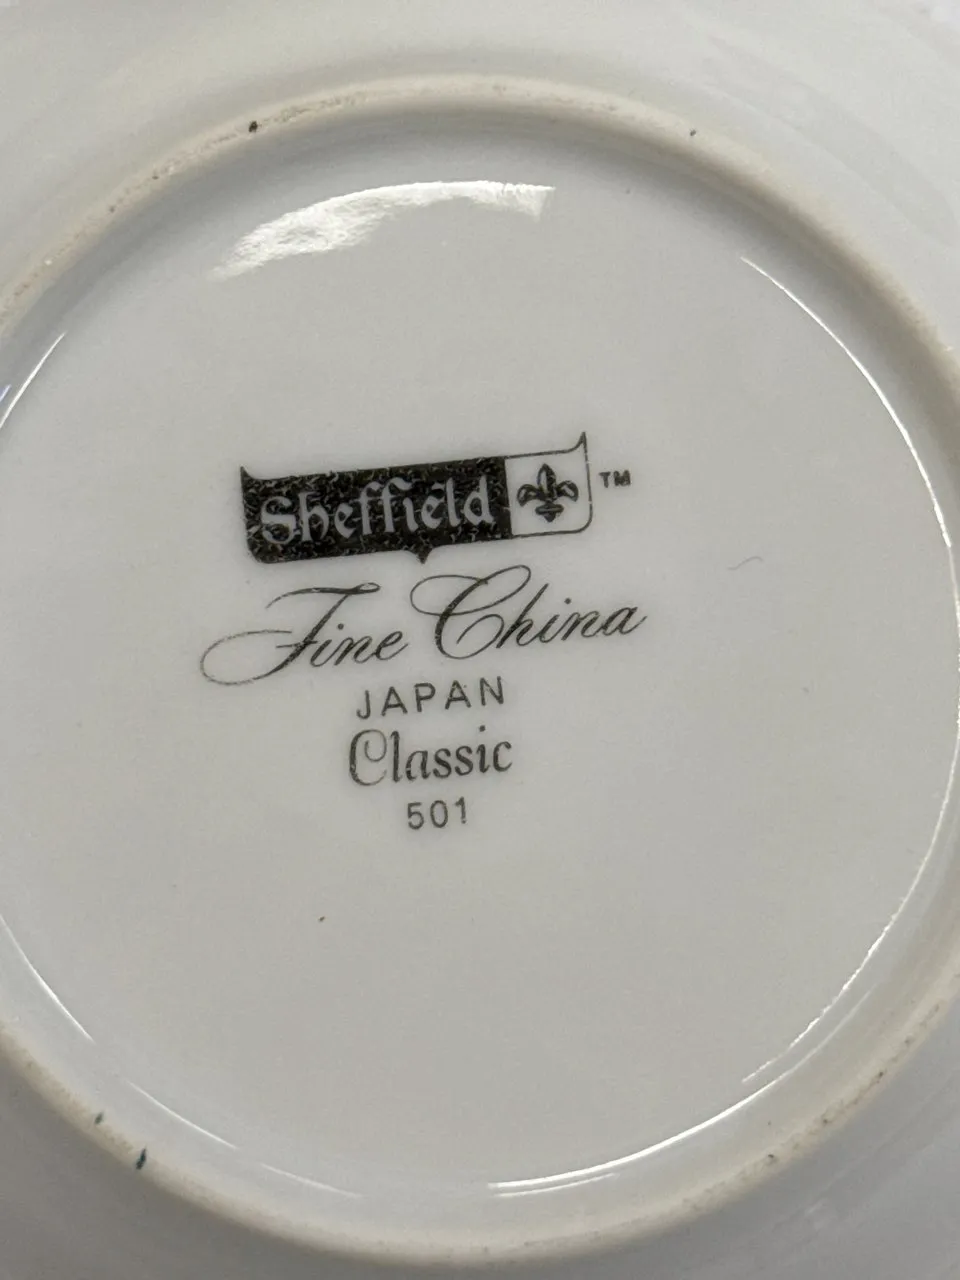 Sheffield TM
Fine China
JAPAN
Classic
501